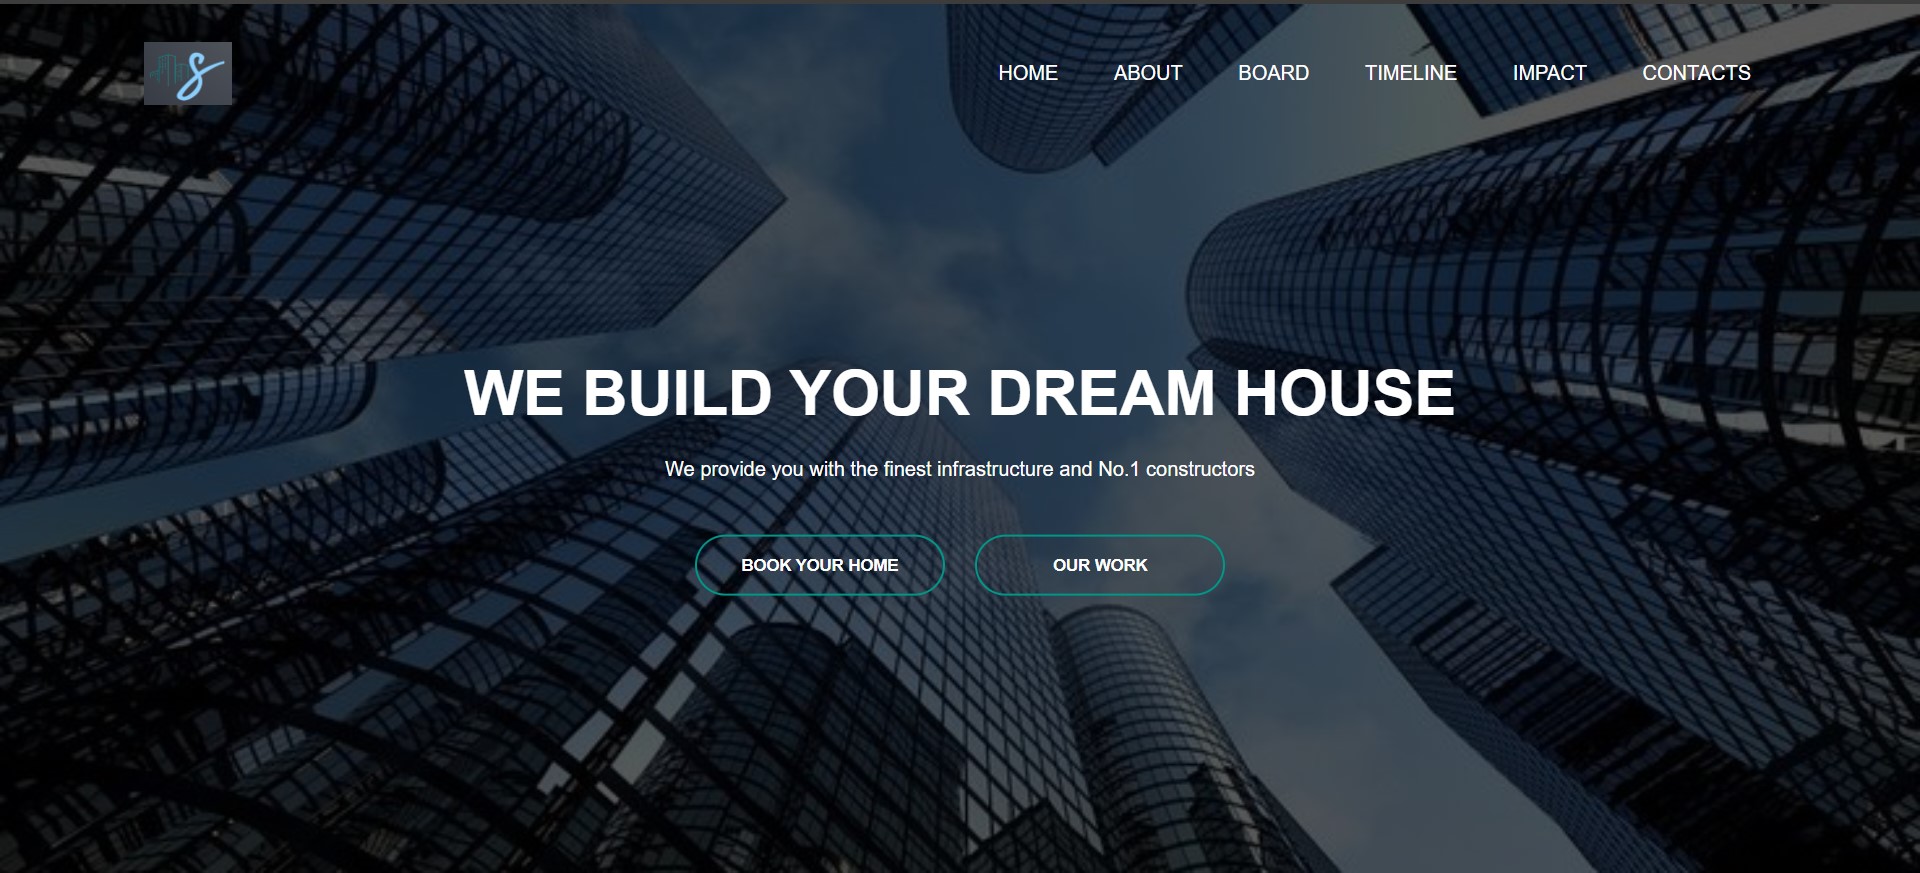 HOME ABOUT BOARD TIMELINE IMPACT CONTACTS
WE BUILD YOUR DREAM HOUSE
We provide you with the finest infrastructure and No.1 constructors
BOOK YOUR HOME OUR WORK